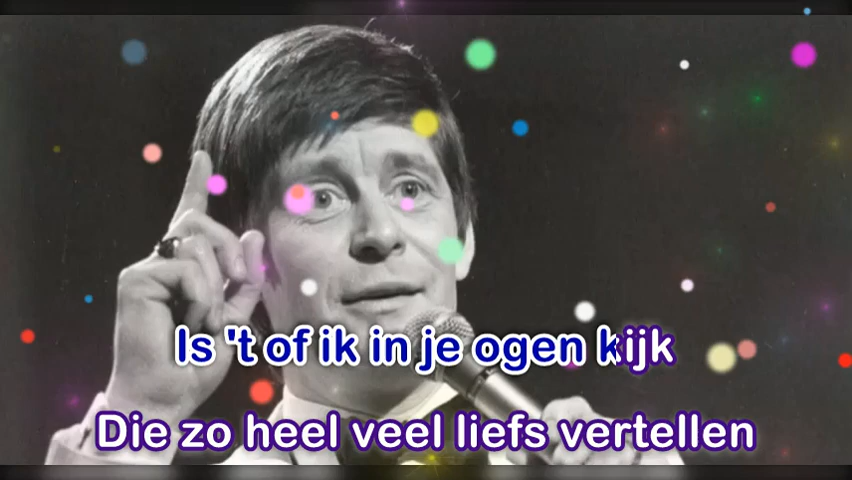 Is 't of ik in je ogen kijk
Die zo heel veel liefs vertellen